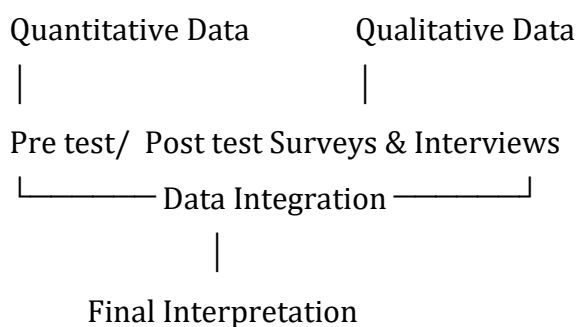 Quantitative Data Qualitative Data
Pre test/ Post test Surveys & Interviews
Data Integration
Final Interpretation